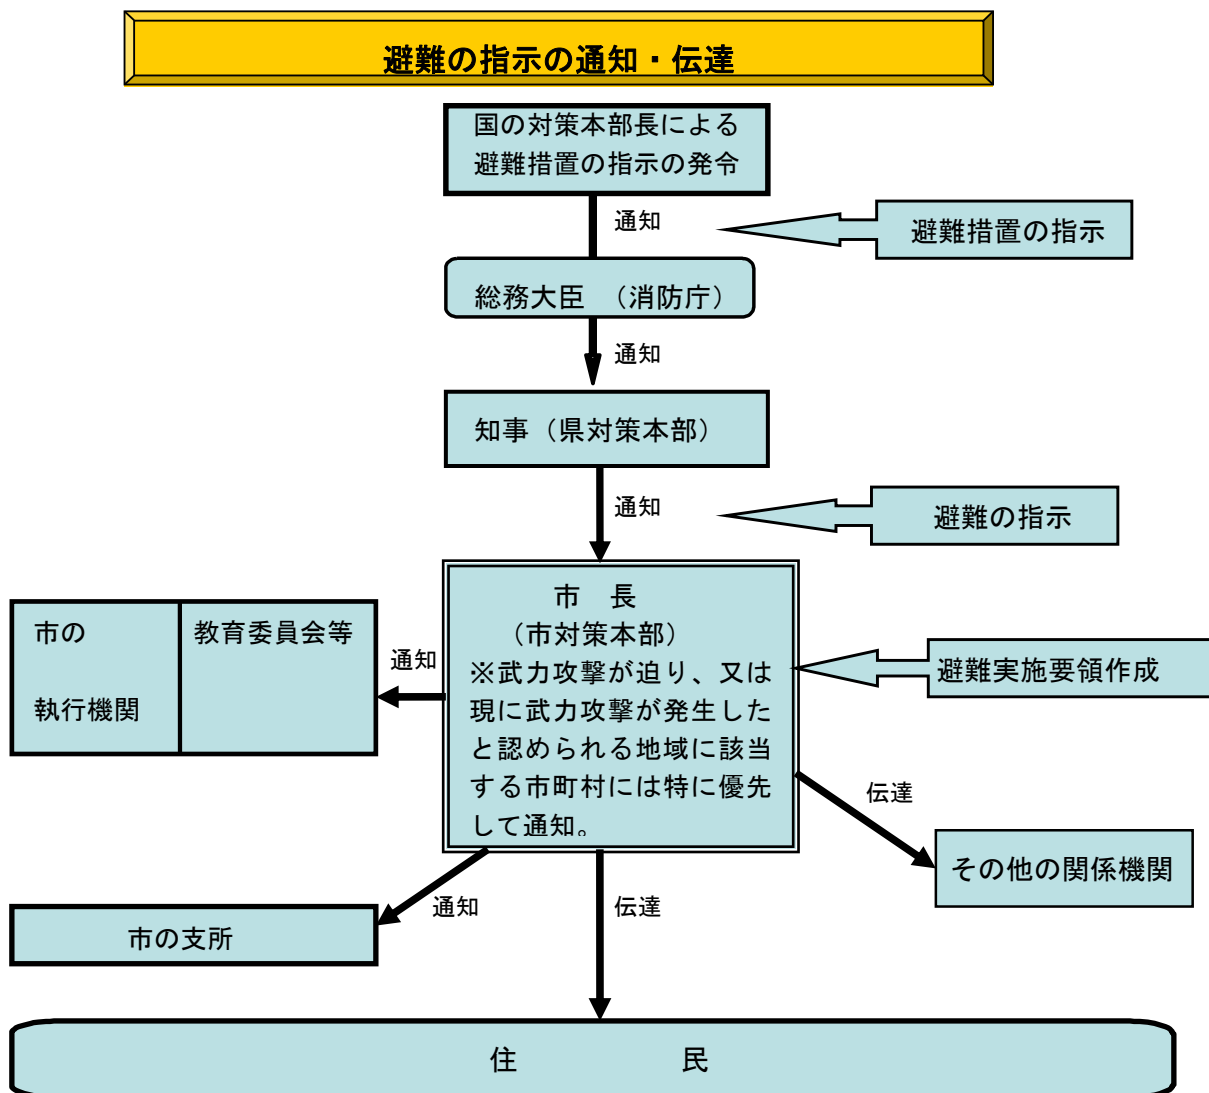 避難の指示の通知・伝達
国の対策本部長による
避難措置の指示の発令
通知
避難措置の指示
総務大臣　（消防庁）
通知
知事（県対策本部）
通知
避難の指示
市　長
（市対策本部）
※武力攻撃が迫り、又は
現に武力攻撃が発生した
と認められる地域に該当
する市町村には特に優先
して通知。
市の
執行機関
教育委員会等
通知
避難実施要領作成
伝達
その他の関係機関
通知
市の支所
伝達
住　　　　　　民